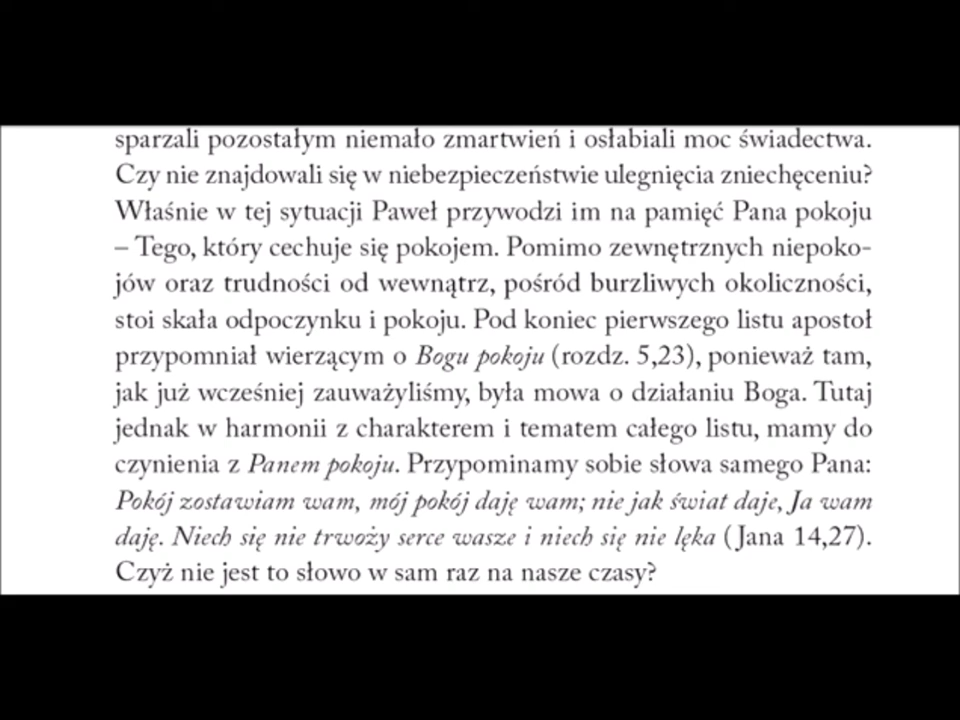 sparzali pozostałym niemało zmartwień i osłabiali moc świadectwa.
Czy nie znajdowali się w niebezpieczeństwie ulegnięcia zniechęceniu?
Właśnie w tej sytuacji Paweł przywodzi im na pamięć Pana pokoju
– Tego, który cechuje się pokojem. Pomimo zewnętrznych niepoko-
jów oraz trudności od wewnątrz, pośród burzliwych okoliczności,
stoi skała odpoczynku i pokoju. Pod koniec pierwszego listu apostoł
przypomniał wierzącym o Bogu pokoju (rozdz. 5,23), ponieważ tam,
jak już wcześniej zauważyliśmy, była mowa o działaniu Boga. Tutaj
jednak w harmonii z charakterem i tematem całego listu, mamy do
czynienia z Panem pokoju. Przypominamy sobie słowa samego Pana:
Pokój zostawiam wam, mój pokój daję wam; nie jak świat daje, Ja wam
daję. Niech się nie trwoży serce wasze i niech się nie lęka (Jana 14,27).
Czyż nie jest to słowo w sam raz na nasze czasy?